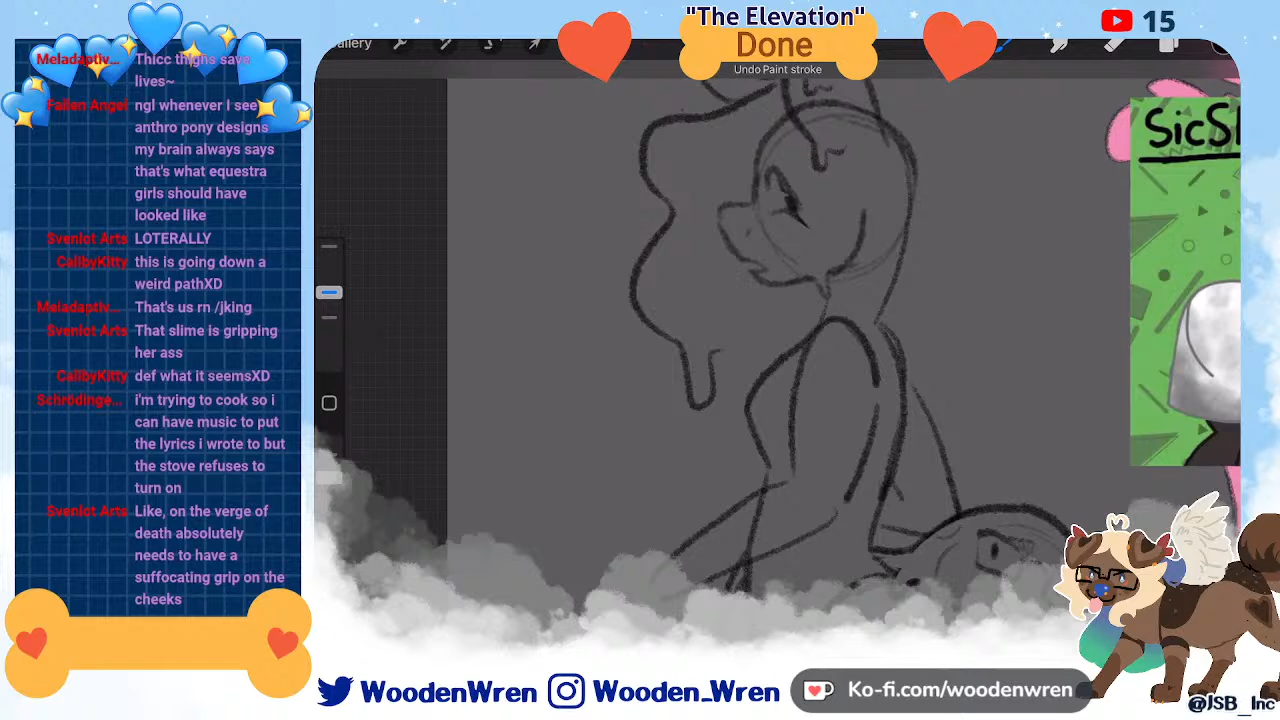 "The Elevation"
Done
15
allery
Undo Paint stroke
Meladaptiv... Thicc thighs save
lives~
Fallen Angel ngl whenever I see
anthro pony designs
my brain always says
that's what equestra
girls should have
looked like
Svenlot Arts LOTERALLY
CallbyKitty this is going down a
weird pathXD
Meladaptiv... That's us rn /jking
Svenlot Arts That slime is gripping
her ass
CallbyKitty def what it seemsXD
Schrödinge... i'm trying to cook so i
can have music to put
the lyrics i wrote to but
the stove refuses to
turn on
Svenlot Arts Like, on the verge of
death absolutely
needs to have a
suffocating grip on the
cheeks
WoodenWren
Wooden_Wren
Ko-fi.com/woodenwren
@JSB_Inc